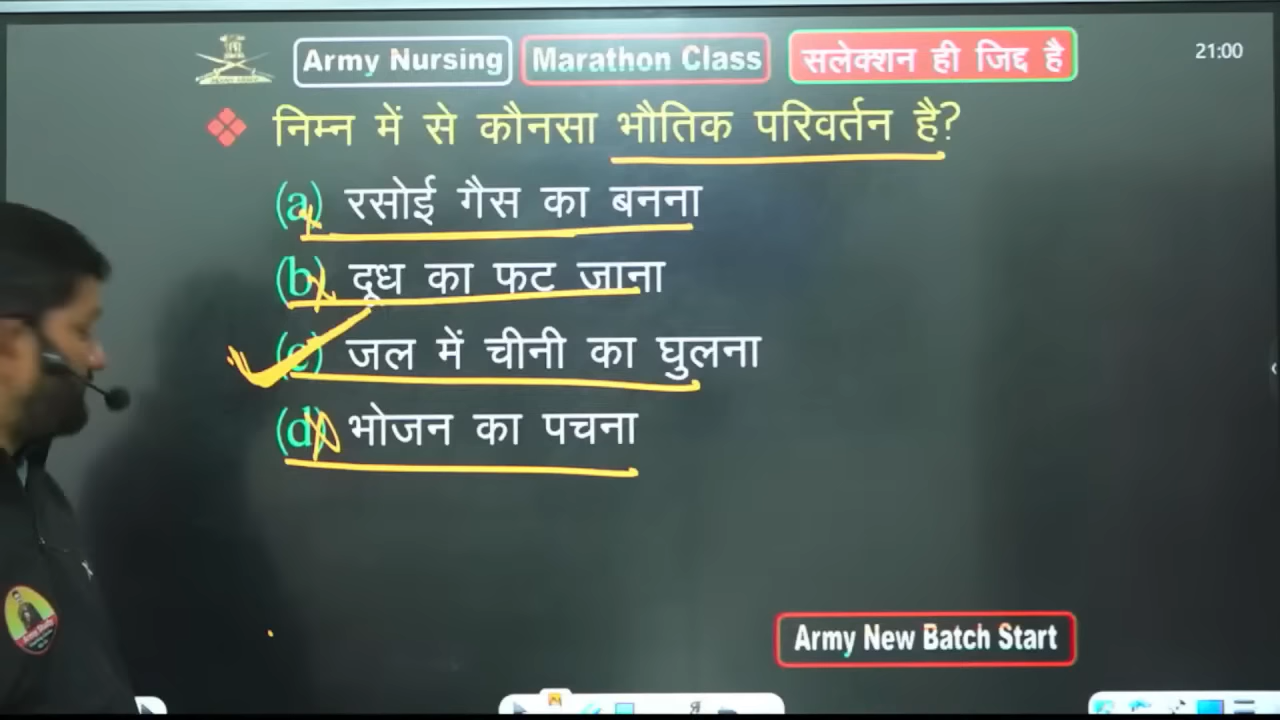 Army Nursing Marathon Class सलेक्शन ही जिद्द है 21:00
निम्न में से कौनसा भौतिक परिवर्तन है?
(a) रसोई गैस का बनना
(b) दूध का फट जाना
(c) जल में चीनी का घुलना
(d) भोजन का पचना
Army New Batch Start